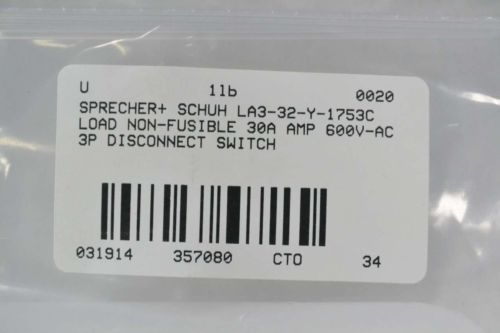 U 1lb 0020
SPRECHER+ SCHUH LA3-32-Y-1753C
LOAD NON-FUSIBLE 30A AMP 600V-AC
3P DISCONNECT SWITCH
031914 357080 CTO 34